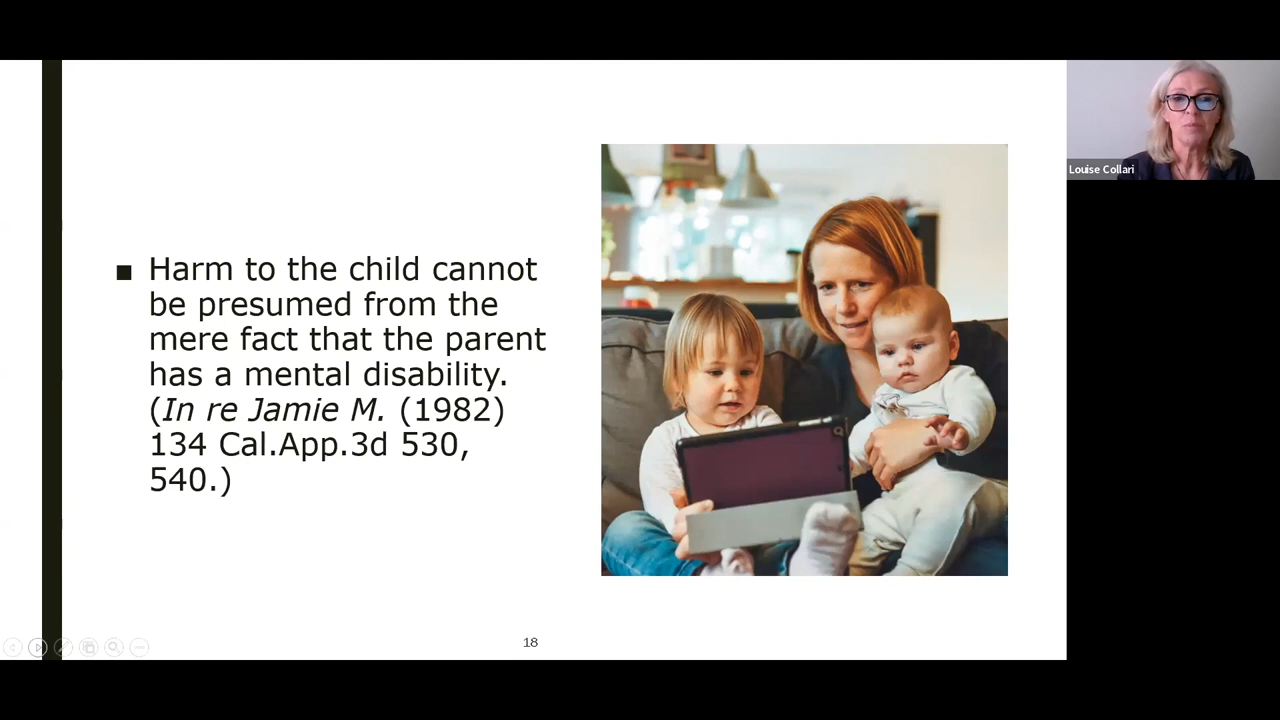 ■ Harm to the child cannot
be presumed from the
mere fact that the parent
has a mental disability.
(In re Jamie M. (1982)
134 Cal.App.3d 530,
540.)
18
Louise Collari